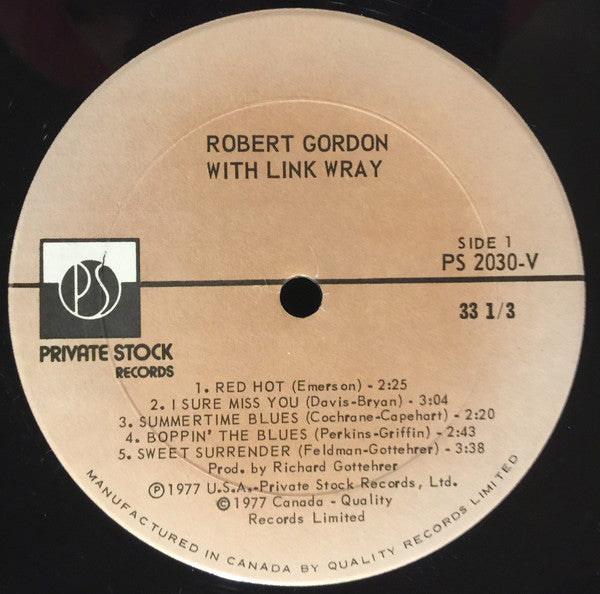 ROBERT GORDON
WITH LINK WRAY
SIDE 1
PS 2030-V
33 1/3
PS
PRIVATE STOCK
RECORDS
1. RED HOT (Emerson) - 2:25
2. I SURE MISS YOU (Davis-Bryan) - 3:04
3. SUMMERTIME BLUES (Cochrane-Capehart) - 2:20
4. BOPPIN' THE BLUES (Perkins-Griffin) - 2:43
5. SWEET SURRENDER (Feldman-Gottehrer) - 3:38
Prod. by Richard Gottehrer
Ⓟ1977 U.S.A.-Private Stock Records, Ltd.
©1977 Canada - Quality
Records Limited
MANUFACTURED IN CANADA BY QUALITY RECORDS LIMITED